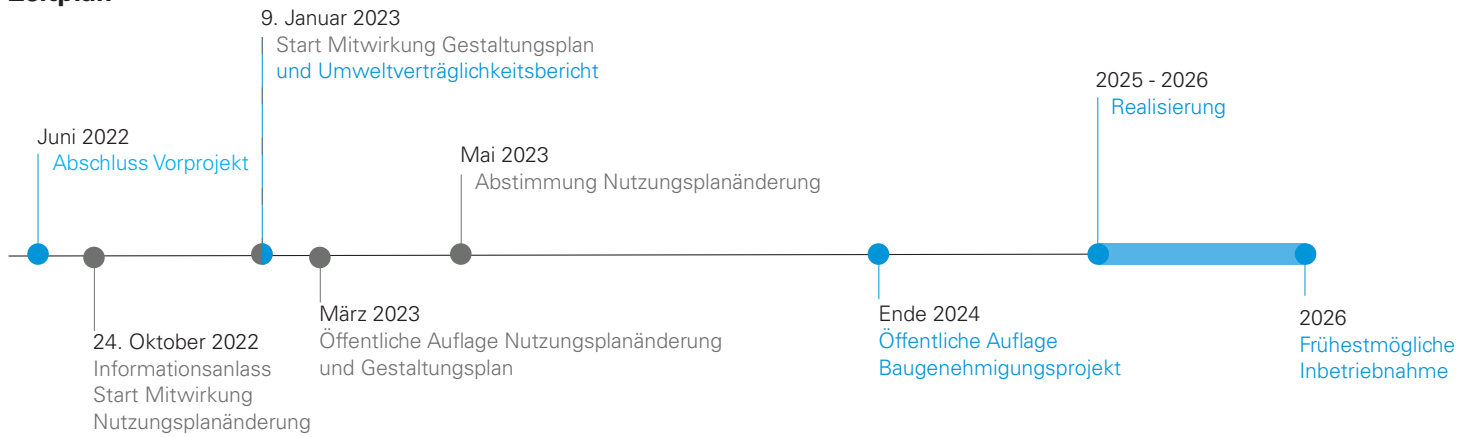 Zeitplan
9. Januar 2023
Start Mitwirkung Gestaltungsplan
und Umweltverträglichkeitsbericht
2025 - 2026
Realisierung
Juni 2022
Abschluss Vorprojekt
Mai 2023
Abstimmung Nutzungsplanänderung
24. Oktober 2022
Informationsanlass
Start Mitwirkung
Nutzungsplanänderung
März 2023
Öffentliche Auflage Nutzungsplanänderung
und Gestaltungsplan
Ende 2024
Öffentliche Auflage
Baugenehmigungsprojekt
2026
Frühestmögliche
Inbetriebnahme